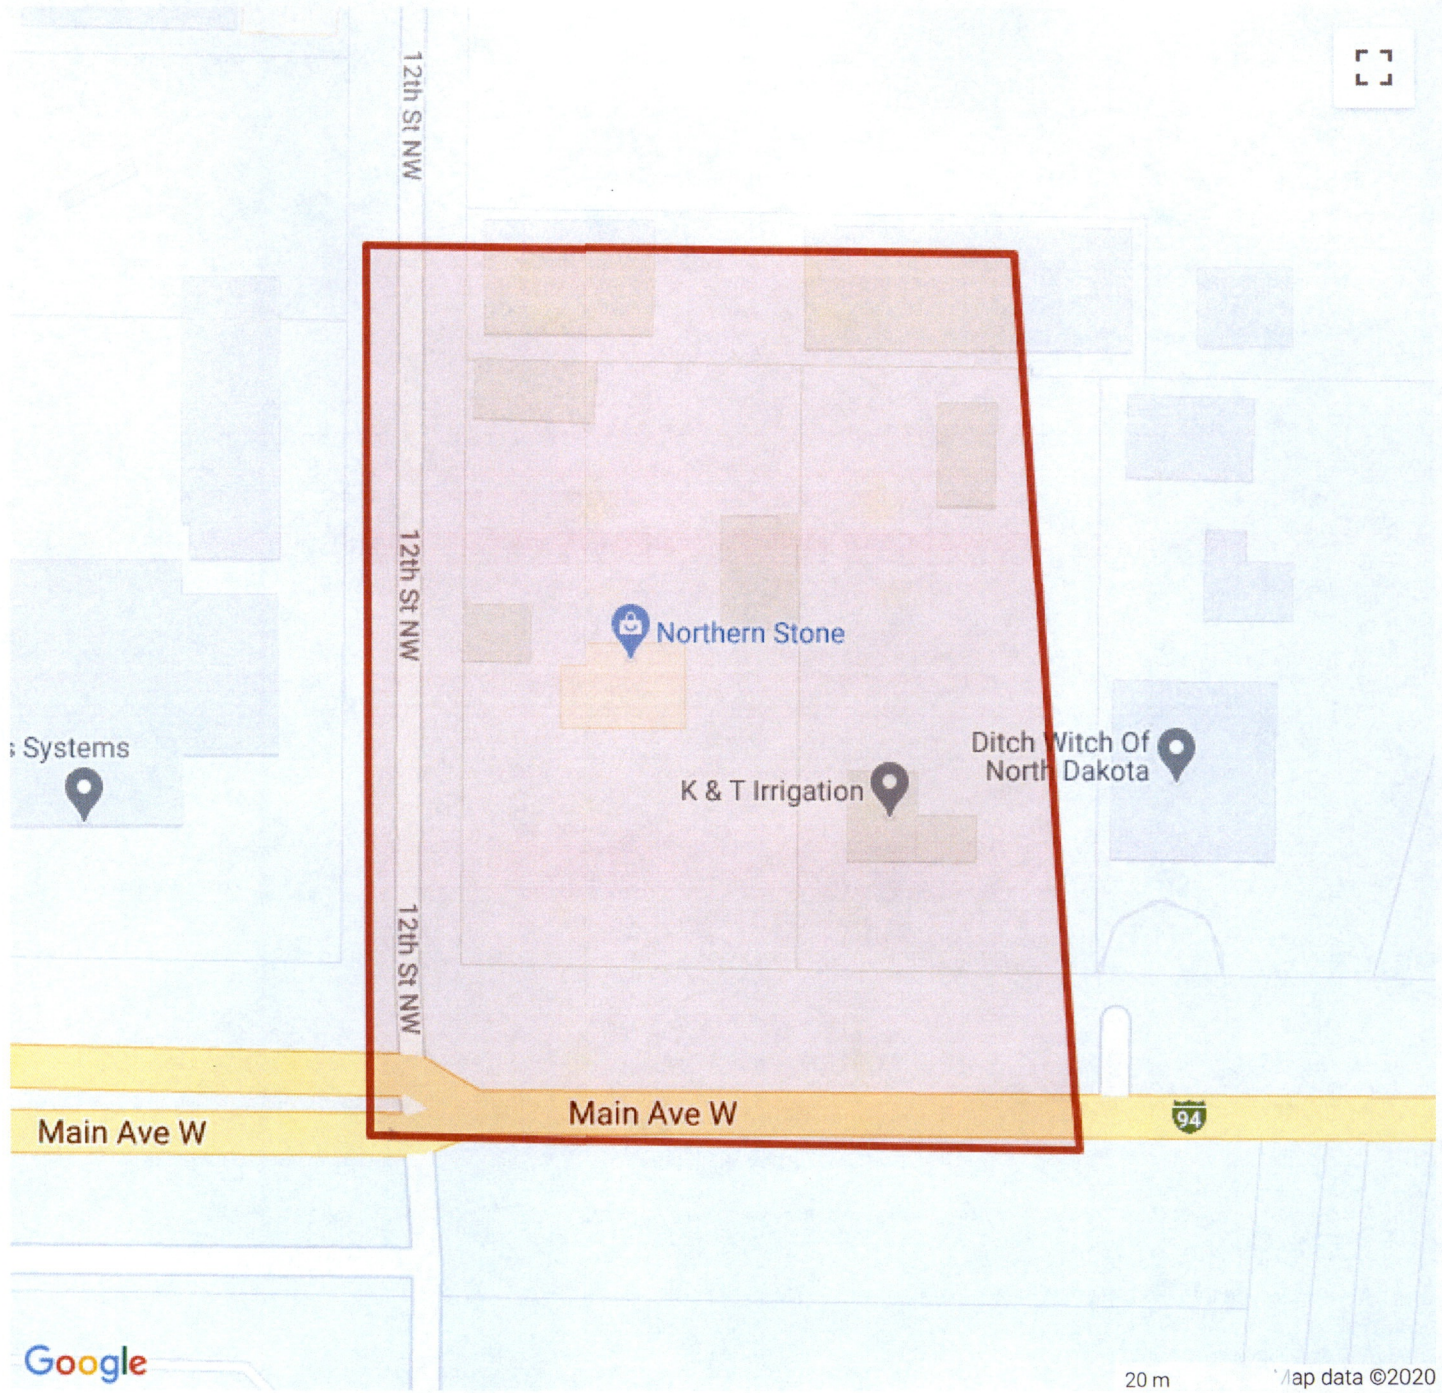 12th St NW
12th St NW
Northern Stone
s Systems
Ditch Witch Of
North Dakota
K & T Irrigation
12th St NW
Main Ave W
94
Main Ave W
Google
20 m
Map data ©2020